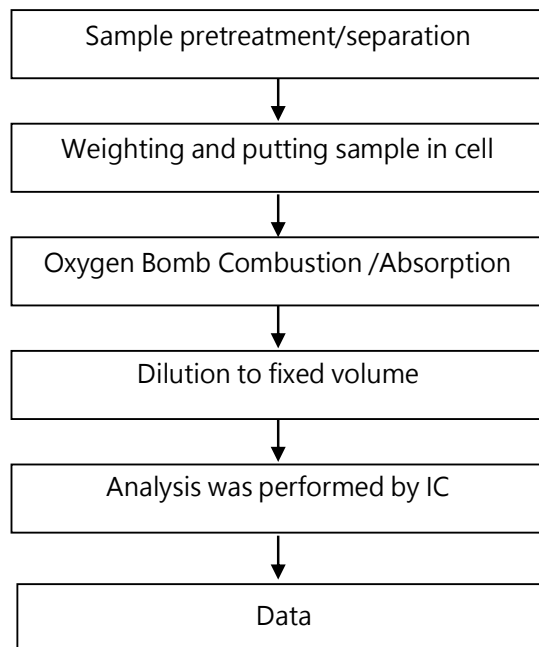 Sample pretreatment/separation
Weighting and putting sample in cell
Oxygen Bomb Combustion /Absorption
Dilution to fixed volume
Analysis was performed by IC
Data